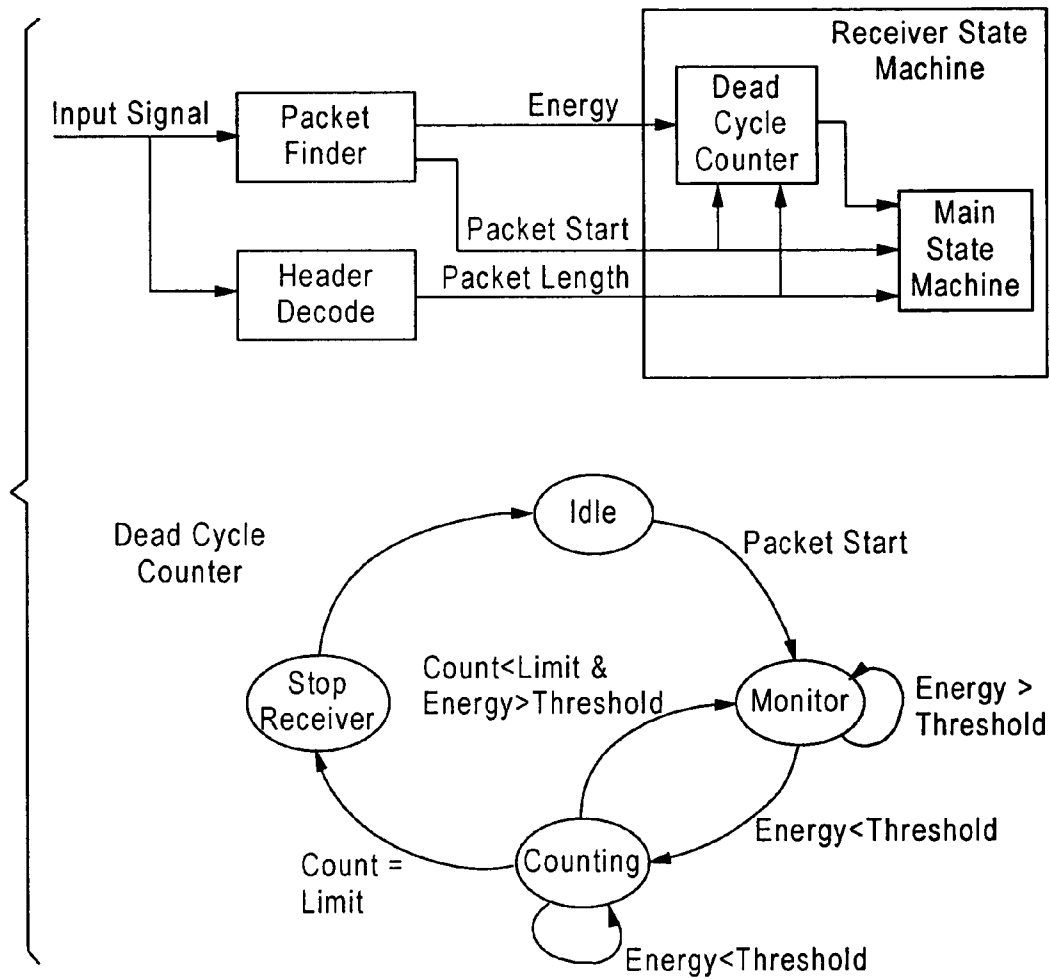 Receiver State
Machine
Input Signal
Packet
Finder
Energy
Dead
Cycle
Counter
Packet Start
Main
State
Machine
Header
Decode
Packet Length
Dead Cycle
Counter
Idle
Packet Start
Stop
Receiver
Count<Limit &
Energy>Threshold
Monitor
Energy >
Threshold
Energy<Threshold
Counting
Count =
Limit
Energy<Threshold